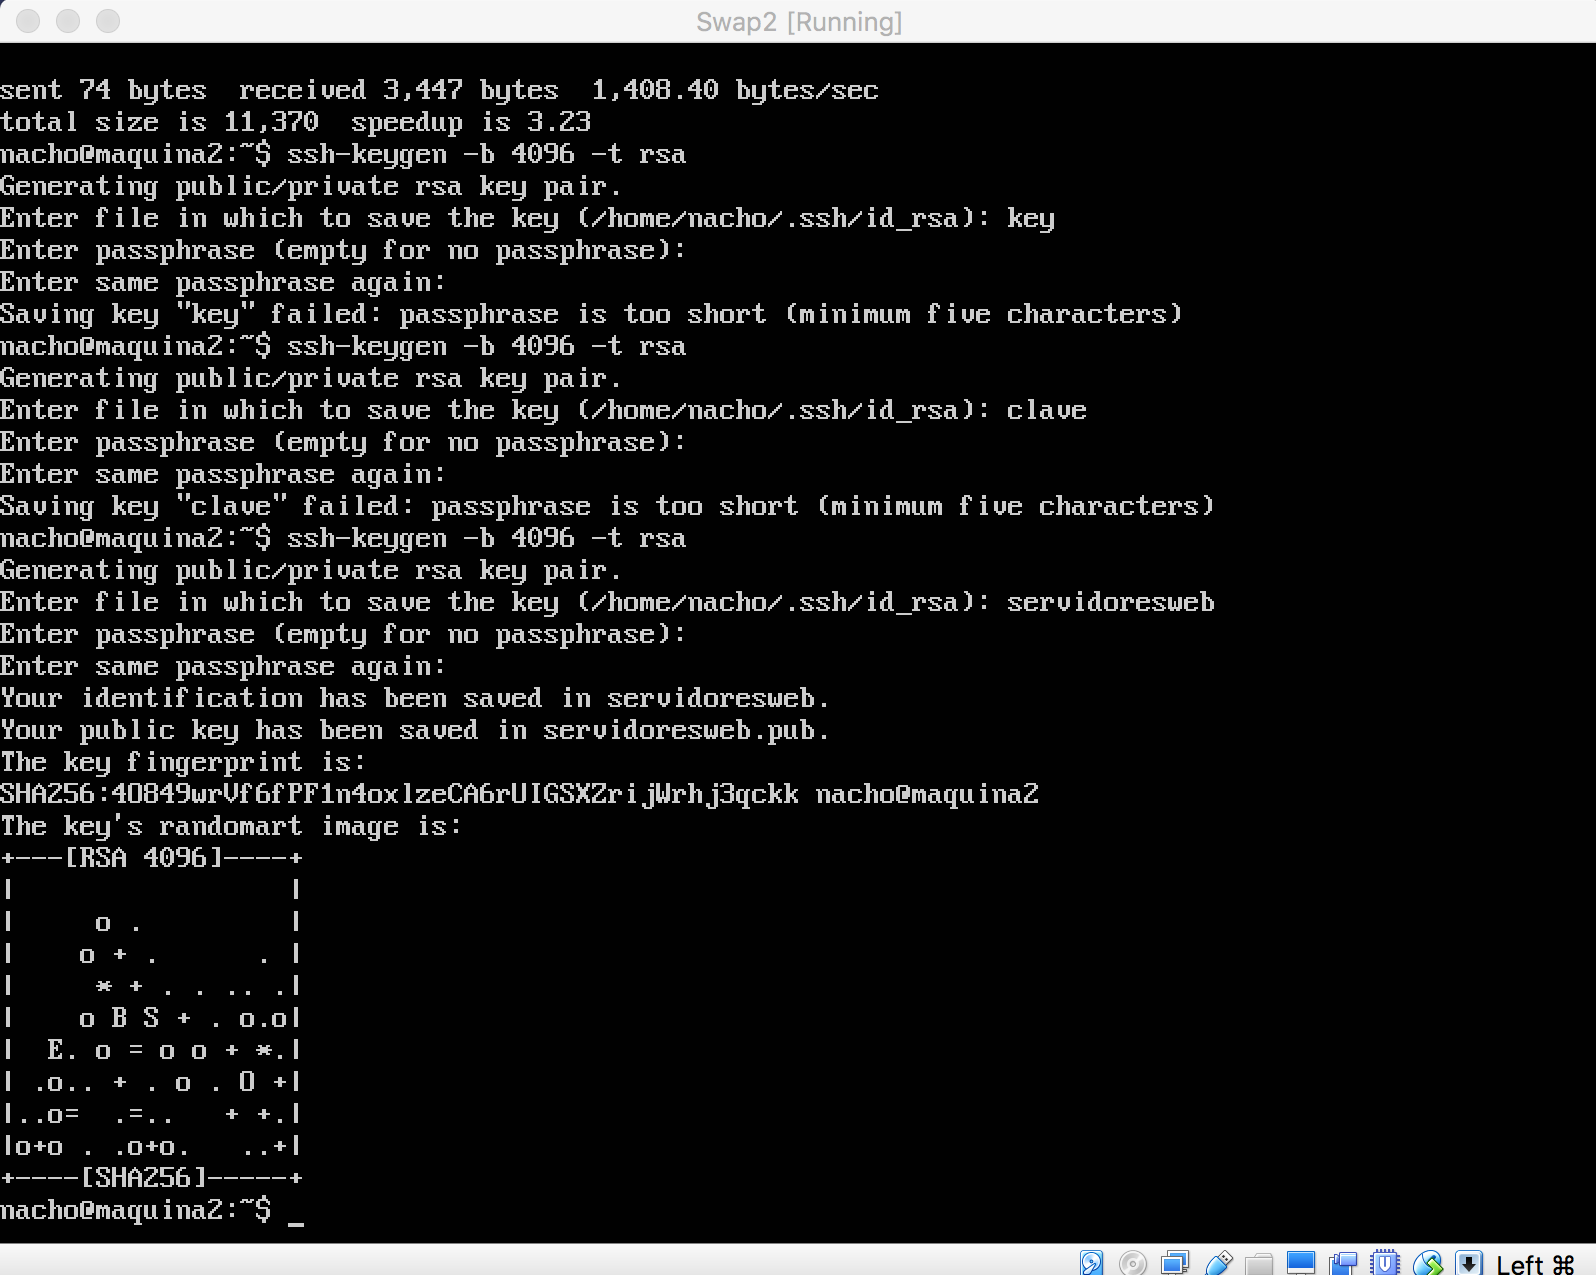 Swap2 [Running]
sent 74 bytes  received 3,447 bytes  1,408.40 bytes/sec
total size is 11,370  speedup is 3.23
nacho@maquina2:~$ ssh-keygen -b 4096 -t rsa
Generating public/private rsa key pair.
Enter file in which to save the key (/home/nacho/.ssh/id_rsa): key
Enter passphrase (empty for no passphrase):
Enter same passphrase again:
Saving key "key" failed: passphrase is too short (minimum five characters)
nacho@maquina2:~$ ssh-keygen -b 4096 -t rsa
Generating public/private rsa key pair.
Enter file in which to save the key (/home/nacho/.ssh/id_rsa): clave
Enter passphrase (empty for no passphrase):
Enter same passphrase again:
Saving key "clave" failed: passphrase is too short (minimum five characters)
nacho@maquina2:~$ ssh-keygen -b 4096 -t rsa
Generating public/private rsa key pair.
Enter file in which to save the key (/home/nacho/.ssh/id_rsa): servidoresweb
Enter passphrase (empty for no passphrase):
Enter same passphrase again:
Your identification has been saved in servidoresweb.
Your public key has been saved in servidoresweb.pub.
The key fingerprint is:
SHA256:4O849wrVf6fPF1n4oxlzeCA6rUIGSXZrijWrhj3qckk nacho@maquina2
The key's randomart image is:
+---[RSA 4096]----+
|                 |
|     o .         |
|    o + .      . |
|     * + . . .. .|
|    o B S + . o.o|
|  E. o = o o + *.|
| .o.. + . o . O +|
|..o=  .=..   + +.|
|o+o . .o+o.   ..+|
+----[SHA256]-----+
nacho@maquina2:~$ _
Left ⌘